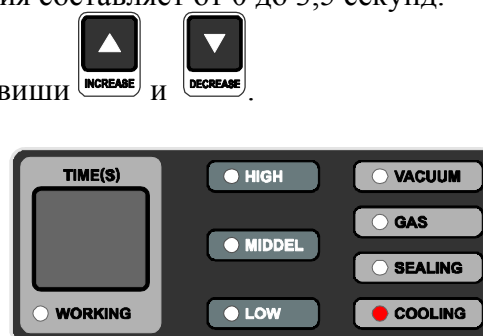 ия составляет от 0 до 3,5 секунд.
виши INCREASE и DECREASE.
TIME(S)
HIGH
VACUUM
GAS
MIDDEL
SEALING
WORKING
LOW
COOLING